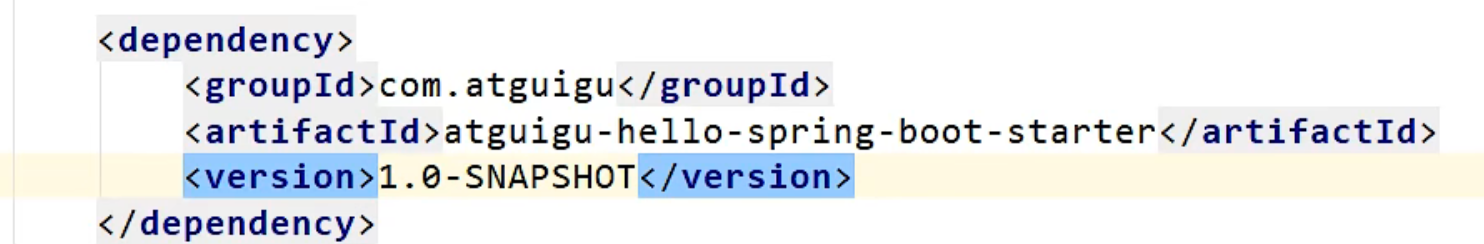 <dependency>
<groupId>com.atguigu</groupId>
<artifactId>atguigu-hello-spring-boot-starter</artifactId>
<version>1.0-SNAPSHOT</version>
</dependency>